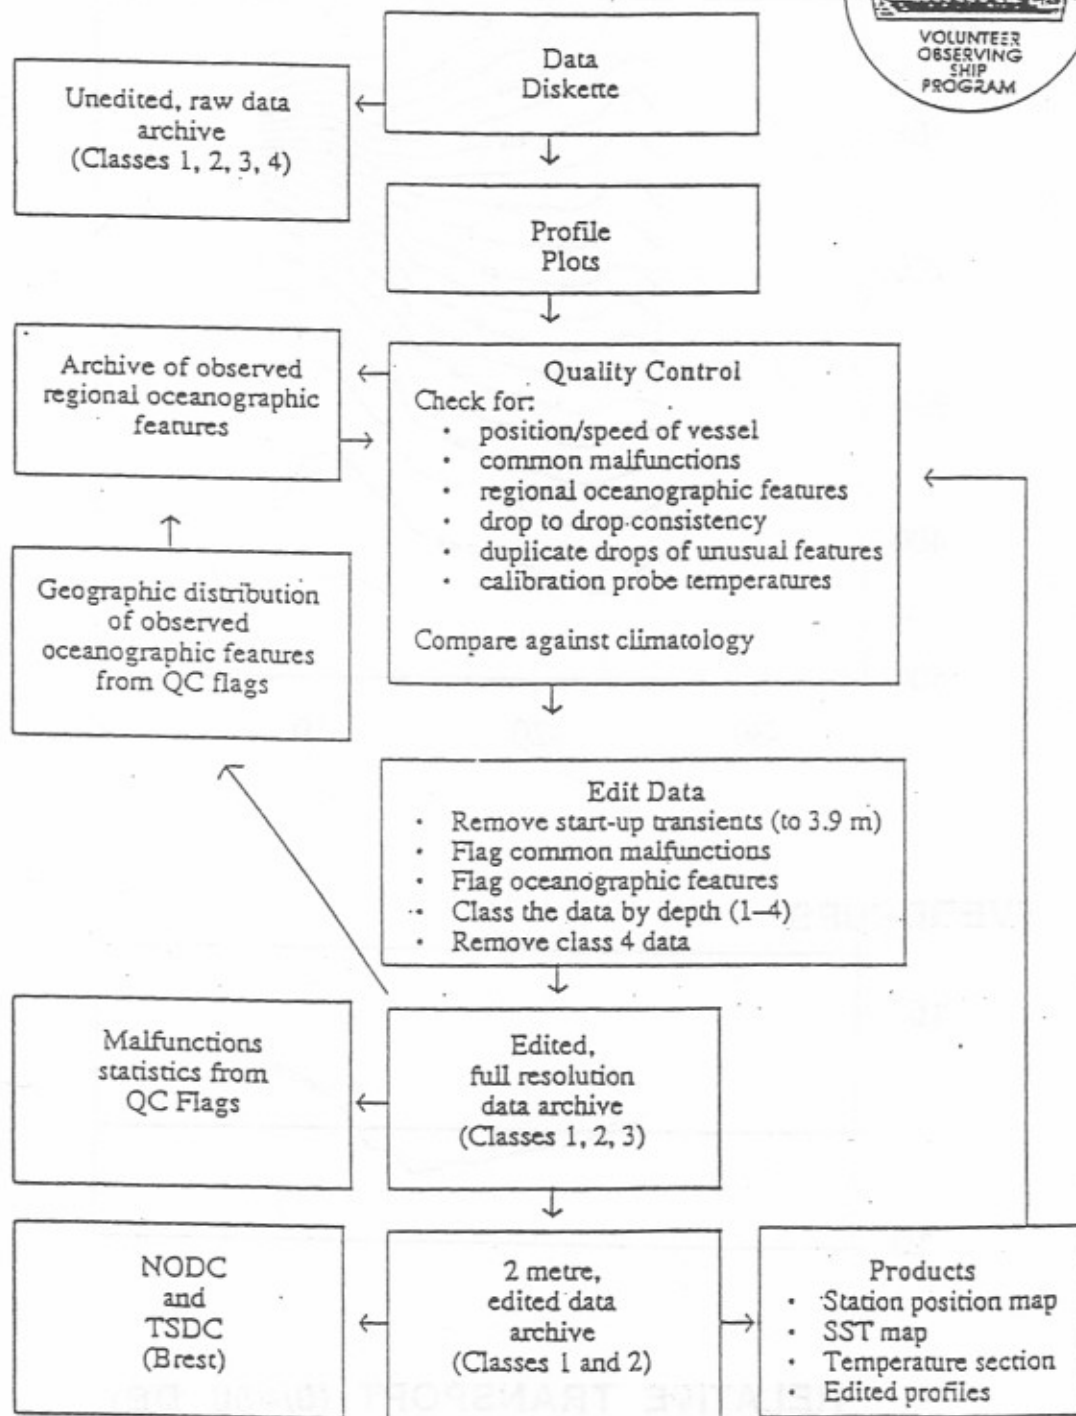 VOLUNTEER
OBSERVING
SHIP
PROGRAM
Data
Diskette
Unedited, raw data
archive
(Classes 1, 2, 3, 4)
Profile
Plots
Archive of observed
regional oceanographic
features
Quality Control
Check for:
• position/speed of vessel
• common malfunctions
• regional oceanographic features
• drop to drop consistency
• duplicate drops of unusual features
• calibration probe temperatures
Compare against climatology
Geographic distribution
of observed
oceanographic features
from QC flags
Edit Data
• Remove start-up transients (to 3.9 m)
• Flag common malfunctions
• Flag oceanographic features
• Class the data by depth (1–4)
• Remove class 4 data
Malfunctions
statistics from
QC Flags
Edited,
full resolution
data archive
(Classes 1, 2, 3)
NODC
and
TSDC
(Brest)
2 metre,
edited data
archive
(Classes 1 and 2)
Products
• Station position map
• SST map
• Temperature section
• Edited profiles